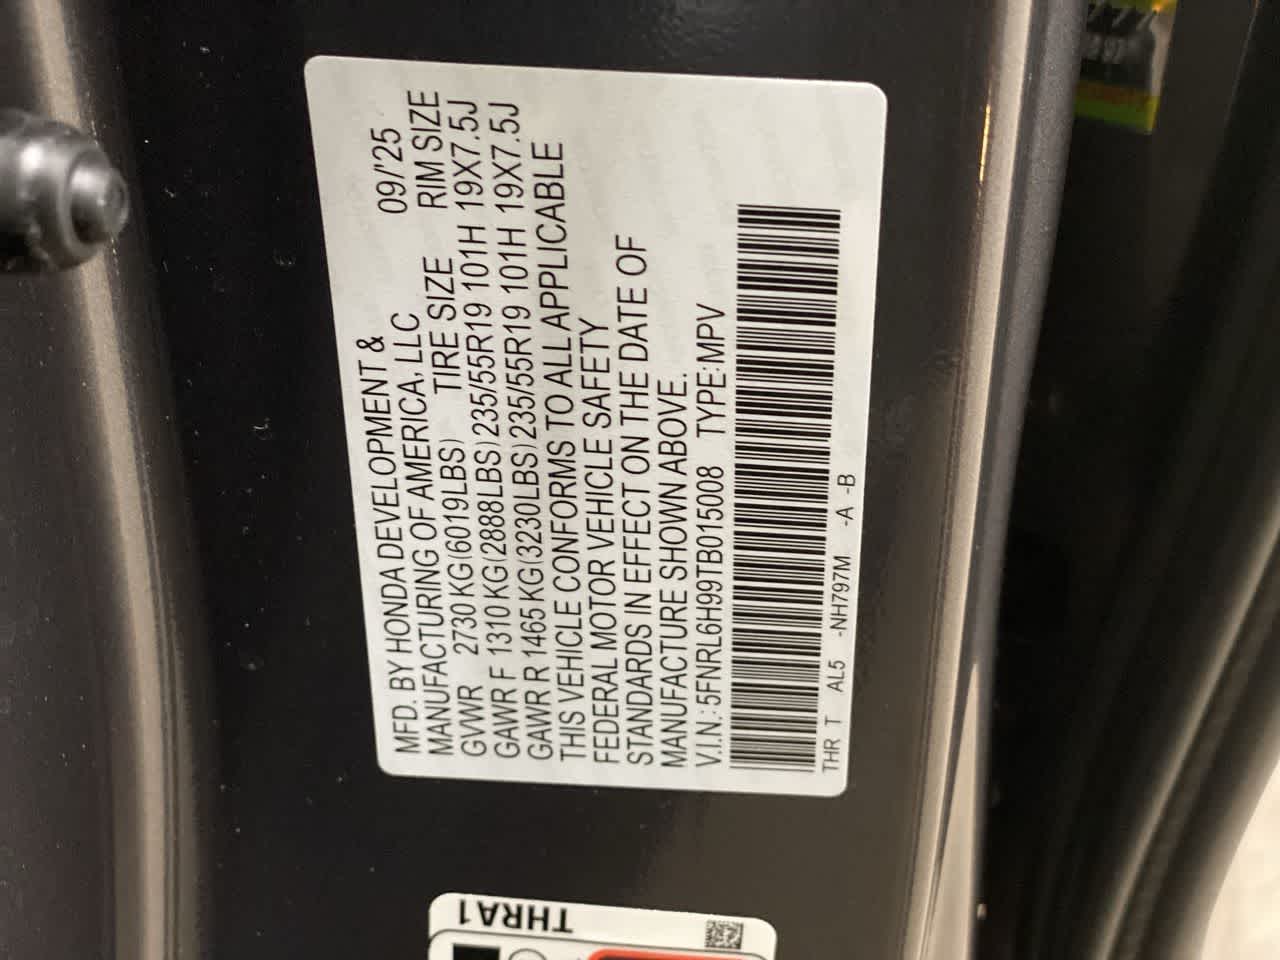 MFD. BY HONDA DEVELOPMENT &
MANUFACTURING OF AMERICA, LLC 09/'25
GVWR 2730 KG(6019LBS) TIRE SIZE RIM SIZE
GAWR F 1310 KG(2888LBS) 235/55R19 101H 19X7.5J
GAWR R 1465 KG(3230LBS) 235/55R19 101H 19X7.5J
THIS VEHICLE CONFORMS TO ALL APPLICABLE
FEDERAL MOTOR VEHICLE SAFETY
STANDARDS IN EFFECT ON THE DATE OF
MANUFACTURE SHOWN ABOVE.
V.I.N.: 5FNRL6H99TB015008 TYPE:MPV
THR T AL5 -NH797M -A -B
THRA1